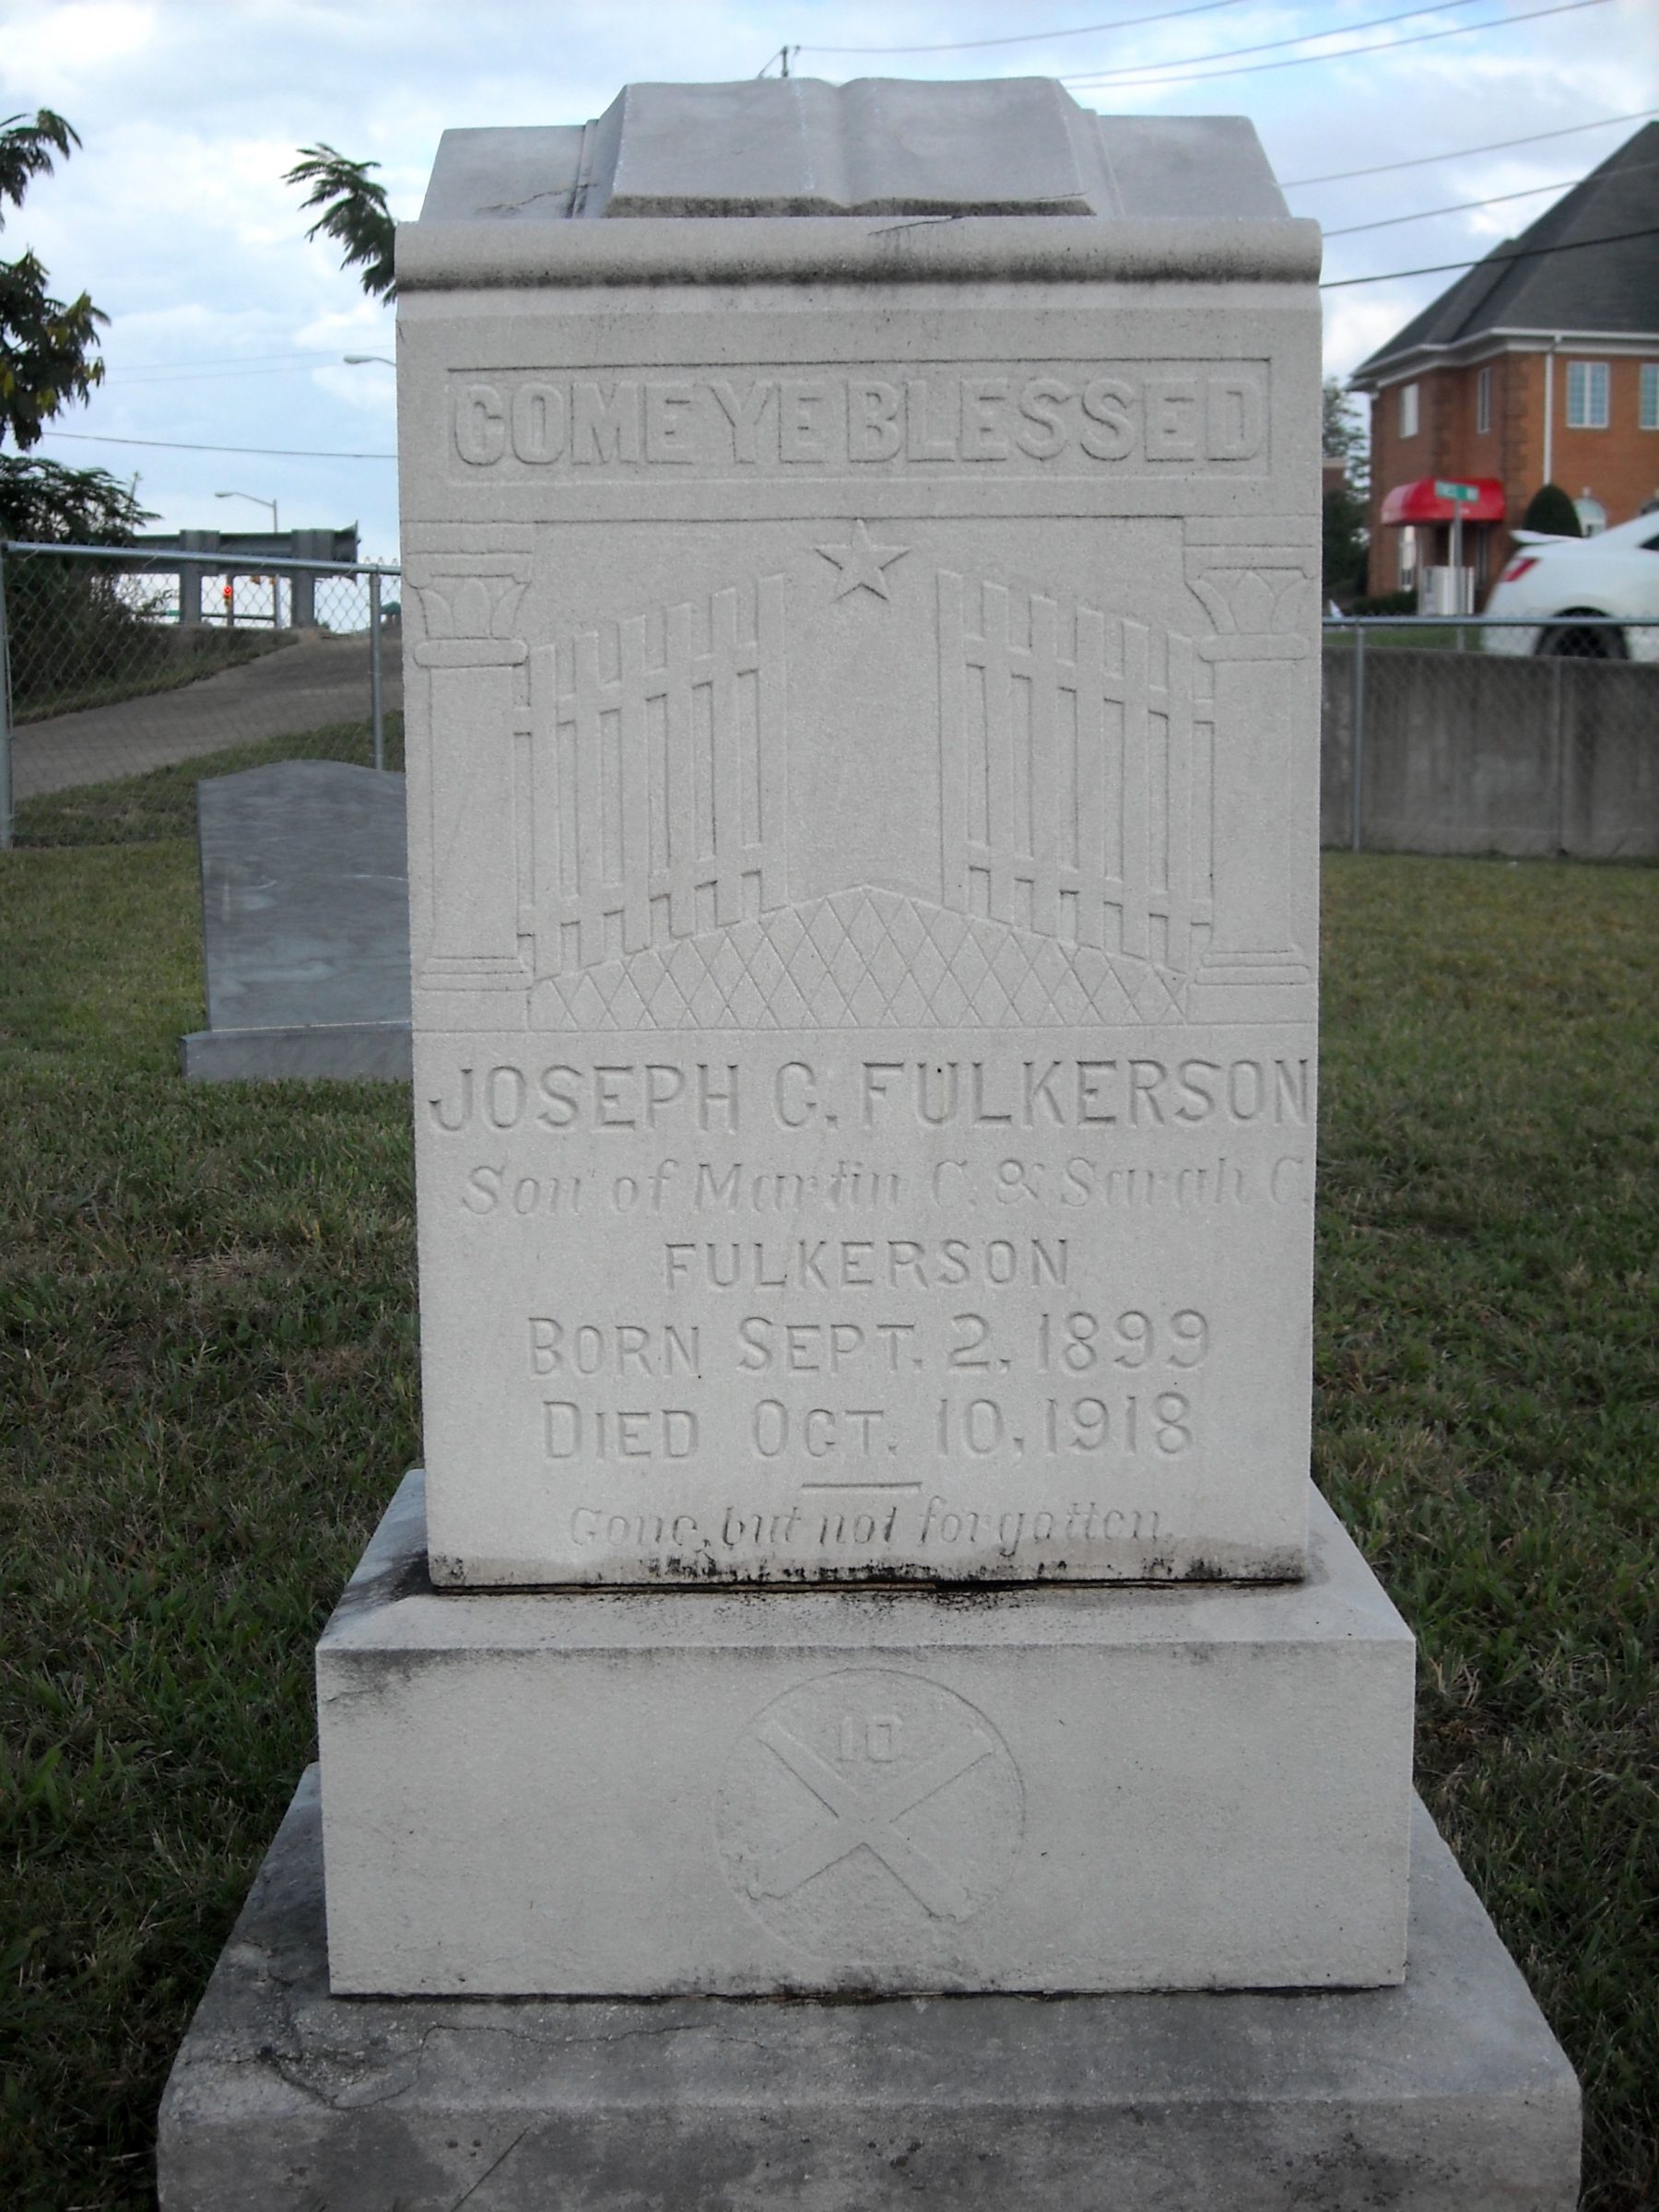 COME YE BLESSED
JOSEPH C. FULKERSON
Son of Martin C. & Sarah C.
FULKERSON
BORN SEPT. 2, 1899
DIED OCT. 10, 1918
Gone, but not forgotten.
10